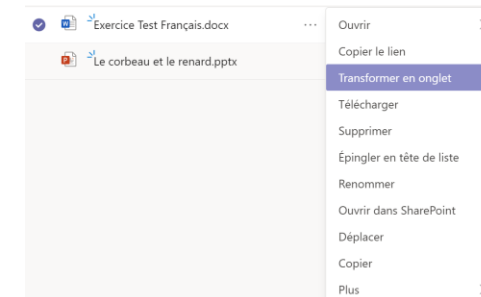 Exercice Test Français.docx
Le corbeau et le renard.pptx
Ouvrir
Copier le lien
Transformer en onglet
Télécharger
Supprimer
Épingler en tête de liste
Renommer
Ouvrir dans SharePoint
Déplacer
Copier
Plus